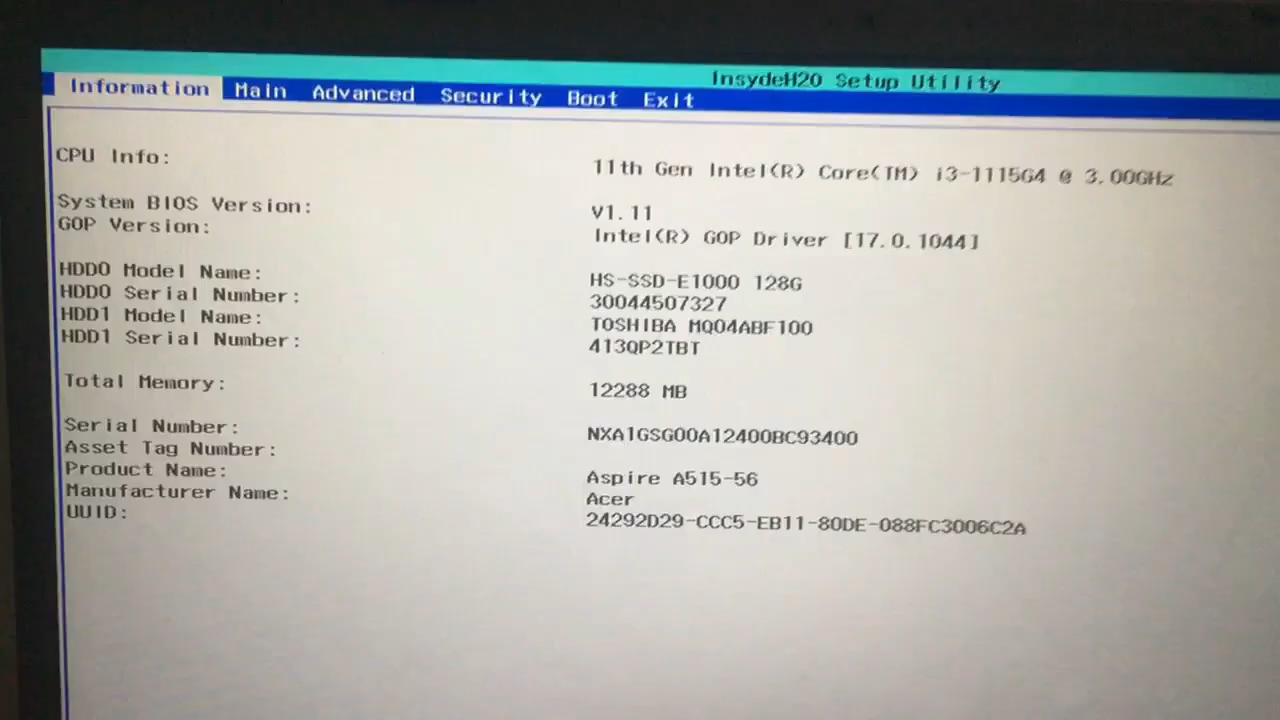 InsydeH20 Setup Utility
Information Main Advanced Security Boot Exit
CPU Info: 11th Gen Intel(R) Core(TM) i3-1115G4 @ 3.00GHz
System BIOS Version: V1.11
GOP Version: Intel(R) GOP Driver [17.0.1044]
HDD0 Model Name: HS-SSD-E1000 128G
HDD0 Serial Number: 30044507327
HDD1 Model Name: TOSHIBA MQ04ABF100
HDD1 Serial Number: 413QP2TBT
Total Memory: 12288 MB
Serial Number: NXA1GSG00A12400BC93400
Asset Tag Number:
Product Name: Aspire A515-56
Manufacturer Name: Acer
UUID: 24292D29-CCC5-EB11-80DE-088FC3006C2A